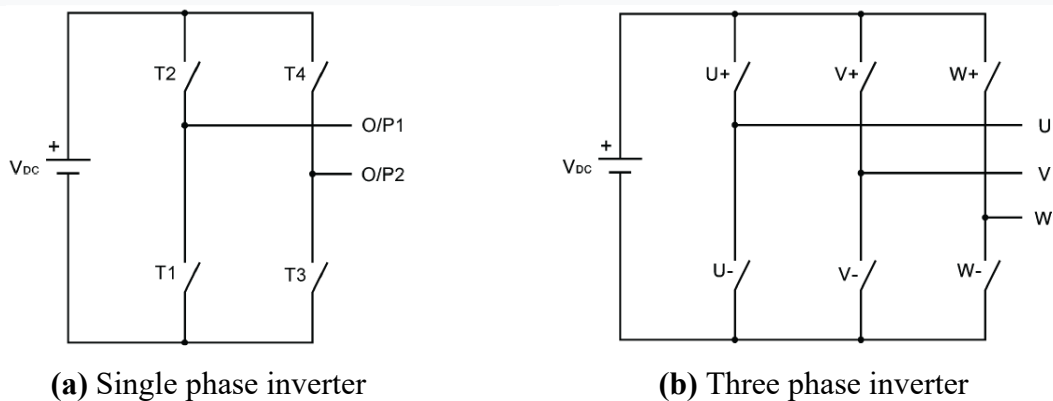 T2 T4
O/P1
+
VDC
O/P2
T1 T3
(a) Single phase inverter
U+ V+ W+
U
+
VDC
V
W
U- V- W-
(b) Three phase inverter